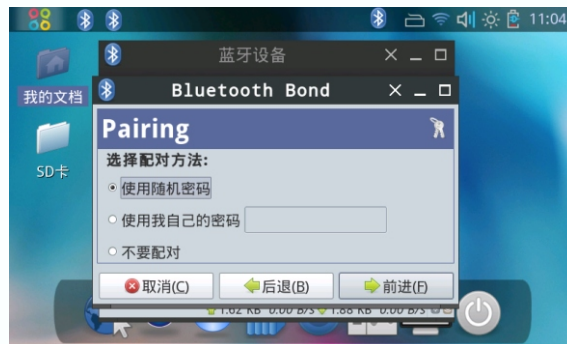 11:04
蓝牙设备
我的文档
Bluetooth Bond
Pairing
选择配对方法:
SD卡
使用随机密码
使用我自己的密码
不要配对
取消(C) 后退(B) 前进(F)
1.62 KB 0.00 B/S 1.88 KB 0.00 B/S